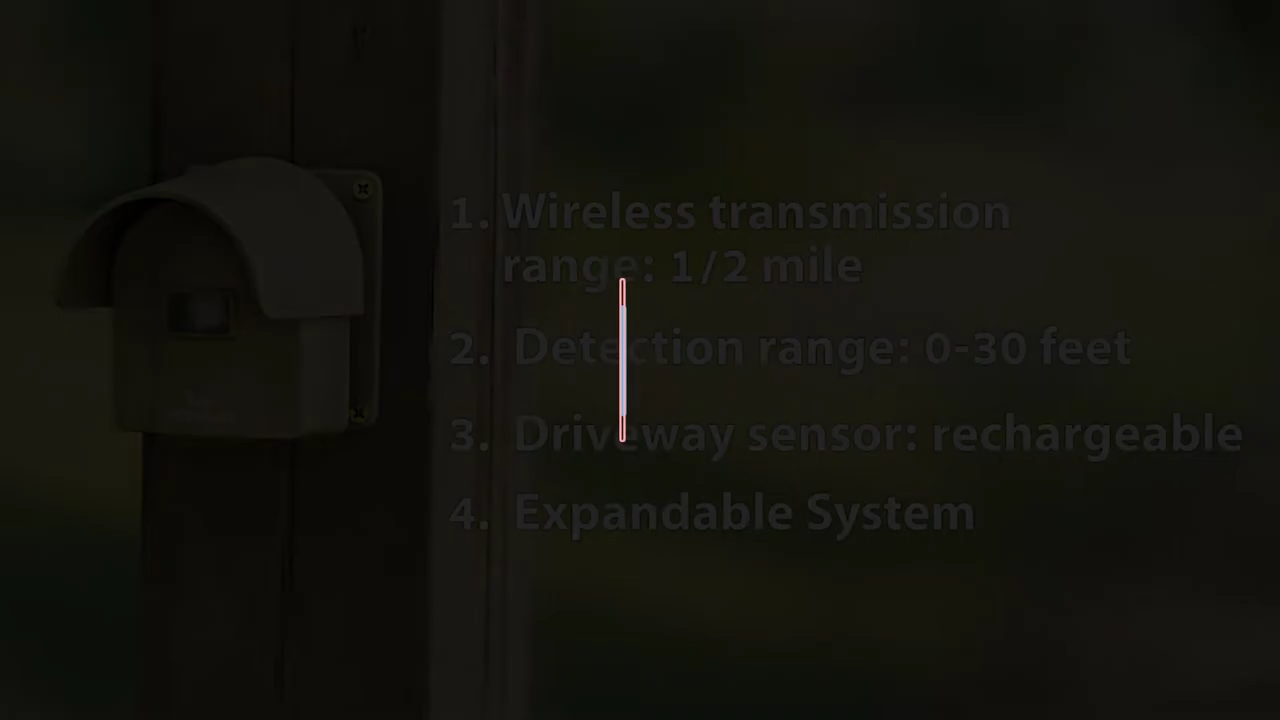 1. Wireless transmission
range: 1/2 mile
2. Detection range: 0-30 feet
3. Driveway sensor: rechargeable
4. Expandable System